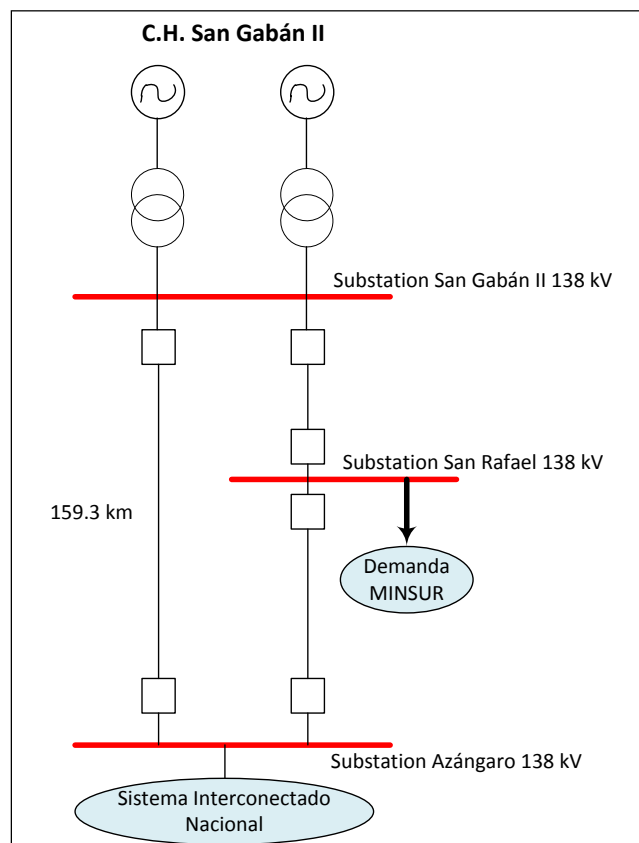 C.H. San Gabán II
Substation San Gabán II 138 kV
Substation San Rafael 138 kV
159.3 km
Demanda
MINSUR
Substation Azángaro 138 kV
Sistema Interconectado
Nacional